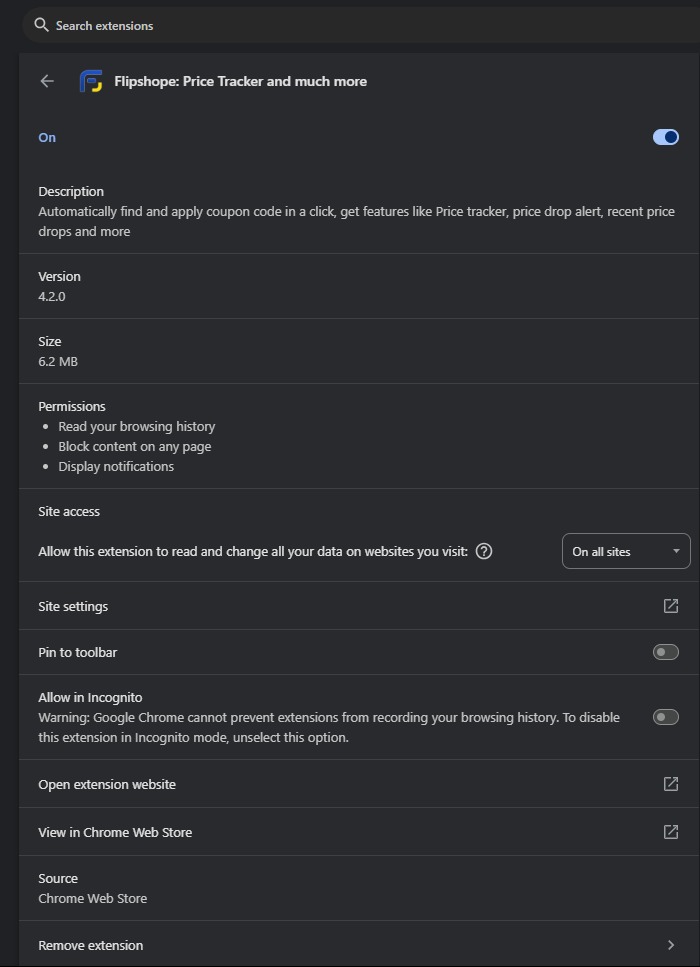 Search extensions
Flipshope: Price Tracker and much more
On
Description
Automatically find and apply coupon code in a click, get features like Price tracker, price drop alert, recent price
drops and more
Version
4.2.0
Size
6.2 MB
Permissions
• Read your browsing history
• Block content on any page
• Display notifications
Site access
Allow this extension to read and change all your data on websites you visit: ?
On all sites
Site settings
Pin to toolbar
Allow in Incognito
Warning: Google Chrome cannot prevent extensions from recording your browsing history. To disable
this extension in Incognito mode, unselect this option.
Open extension website
View in Chrome Web Store
Source
Chrome Web Store
Remove extension